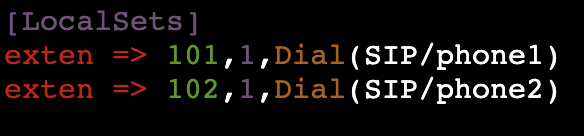 [LocalSets]
exten => 101,1,Dial(SIP/phone1)
exten => 102,1,Dial(SIP/phone2)